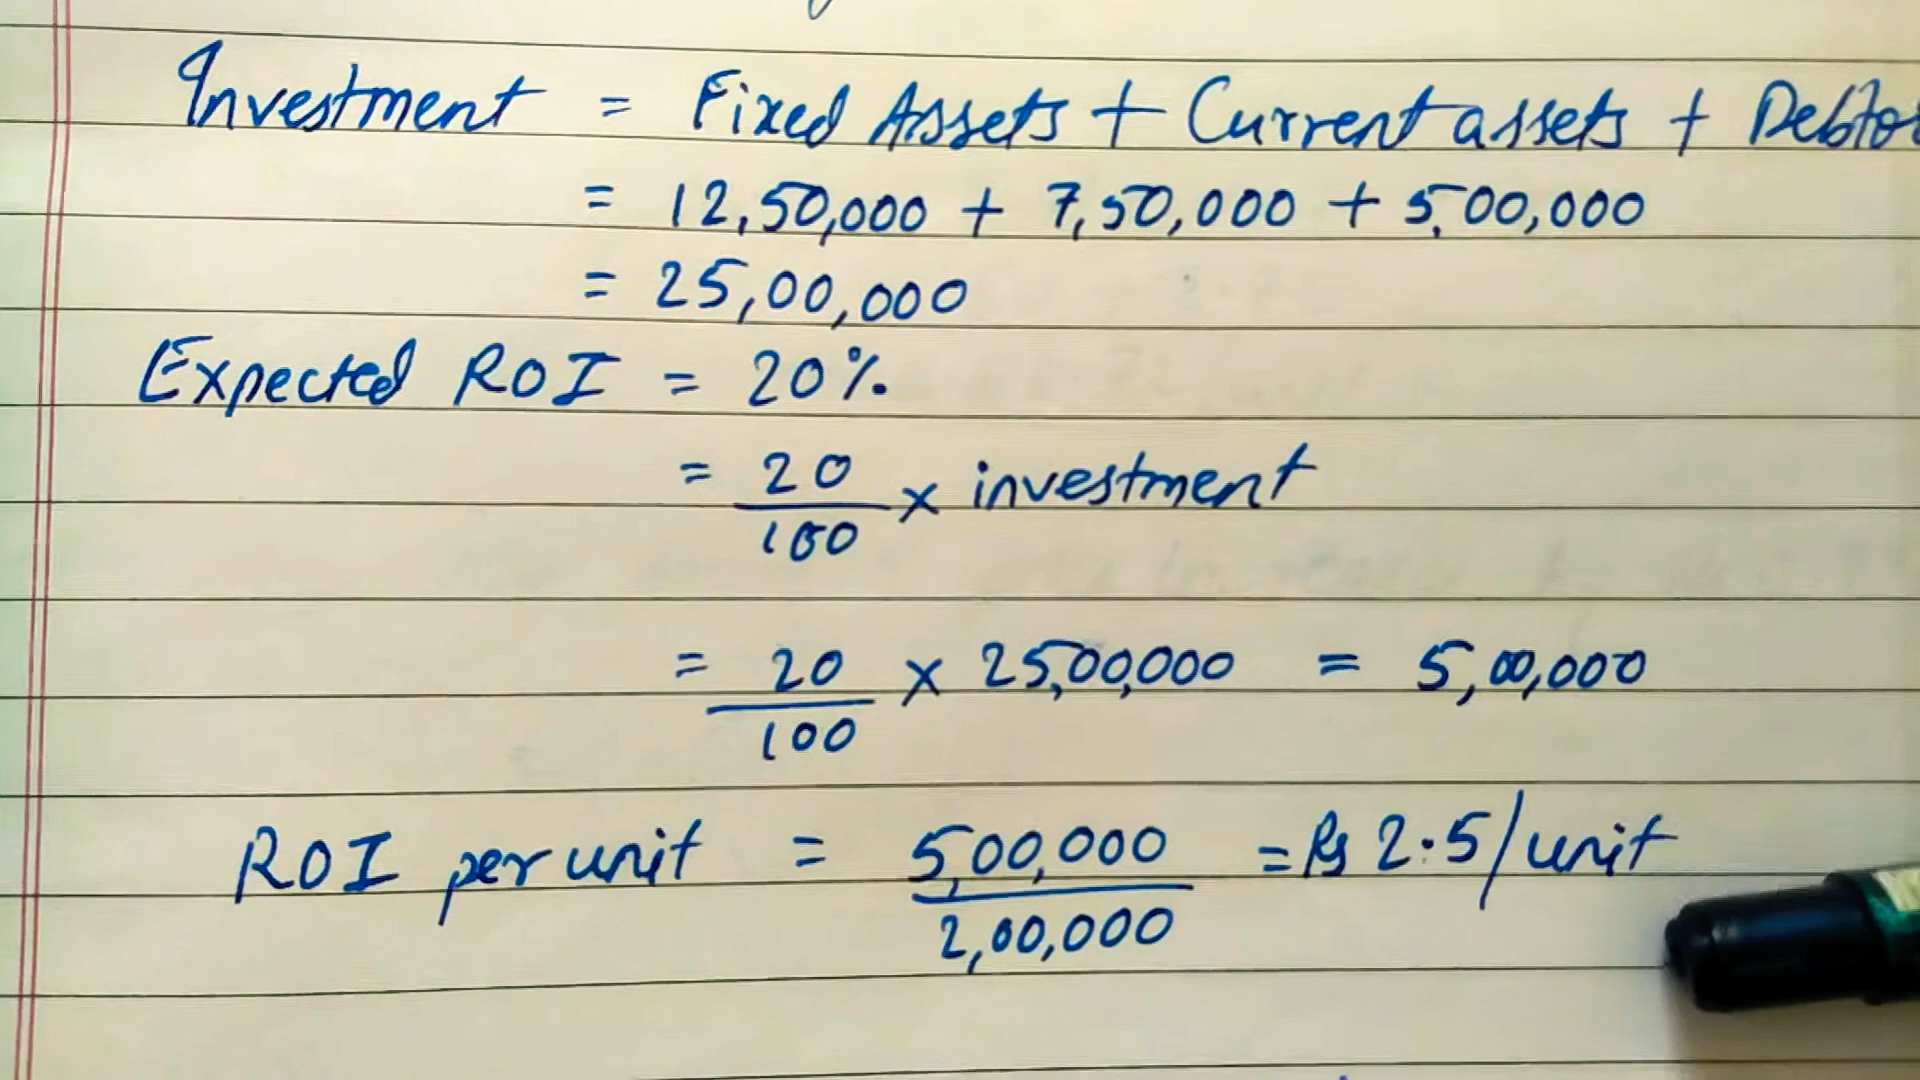 Investment = Fixed Assets + Current assets + Debto
= 12,50,000 + 7,50,000 + 5,00,000
= 25,00,000
Expected ROI = 20%.
= 20/100 × investment
= 20/100 × 25,00,000 = 5,00,000
ROI per unit = 5,00,000/2,00,000 = Rs 2.5/unit